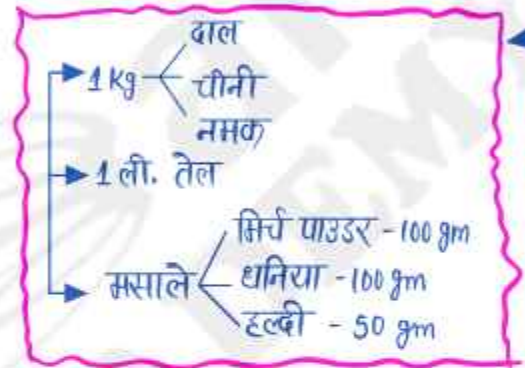 दाल
1 kg चीनी
नमक
1 ली. तेल
मिर्च पाउडर - 100 gm
मसाले धनिया - 100 gm
हल्दी - 50 gm